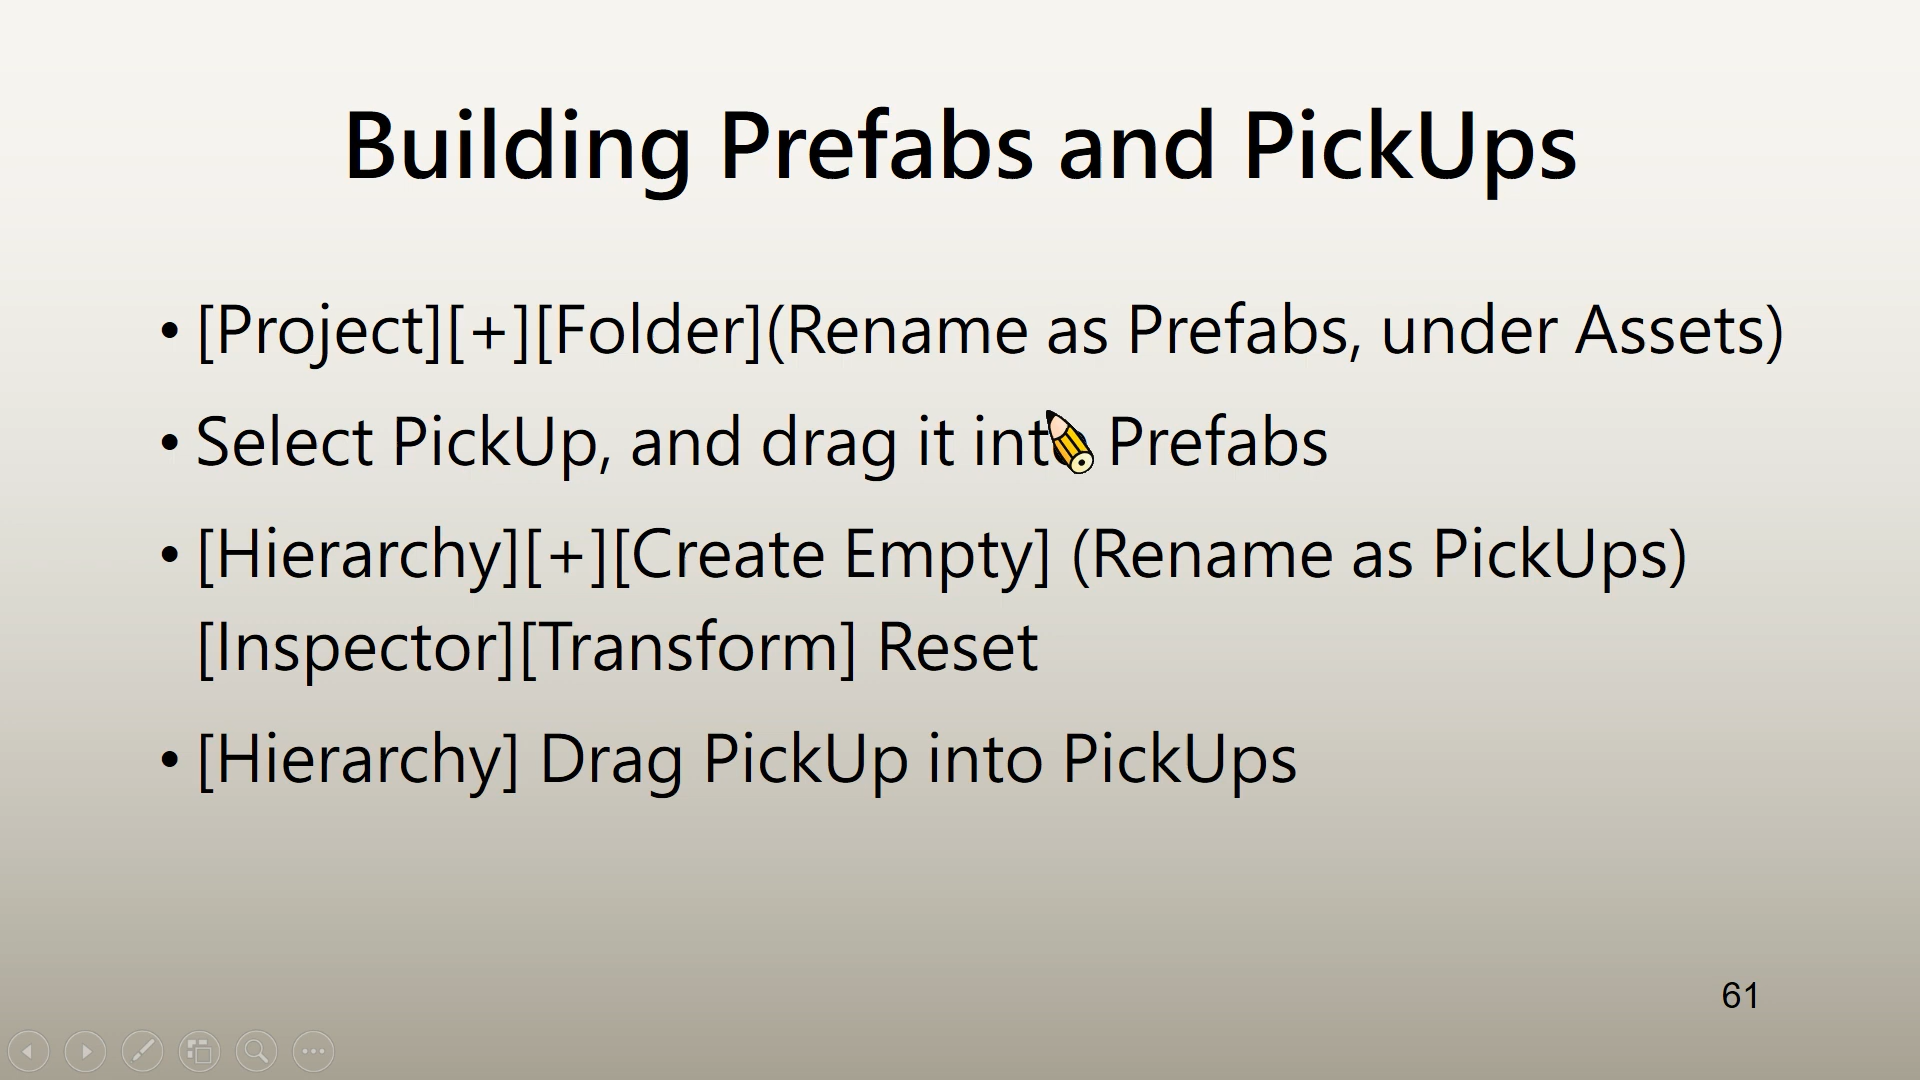 Building Prefabs and PickUps
• [Project][+][Folder](Rename as Prefabs, under Assets)
• Select PickUp, and drag it into Prefabs
• [Hierarchy][+][Create Empty] (Rename as PickUps)
[Inspector][Transform] Reset
• [Hierarchy] Drag PickUp into PickUps
61